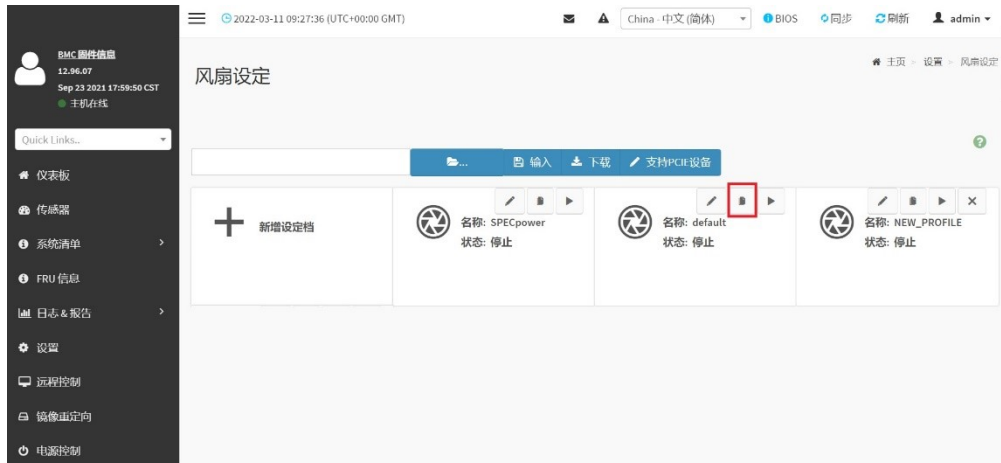 2022-03-11 09:27:36 (UTC+00:00 GMT)
China - 中文 (简体)
BIOS
同步
刷新
admin
BMC 固件信息
12.96.07
Sep 23 2021 17:59:50 CST
主机在线
Quick Links..
仪表板
传感器
系统清单
FRU 信息
日志 & 报告
设置
远程控制
镜像重定向
电源控制
风扇设定
主页
设置
风扇设定
...
输入
下载
支持PCIE设备
新增设定档
名称: SPECpower
状态: 停止
名称: default
状态: 停止
名称: NEW_PROFILE
状态: 停止